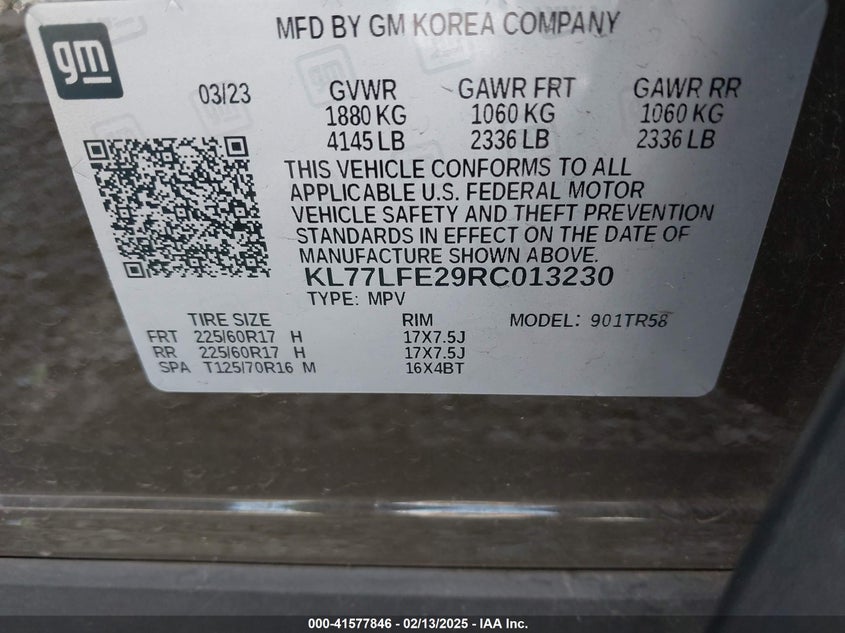 gm
MFD BY GM KOREA COMPANY
03/23 GVWR GAWR FRT GAWR RR
1880 KG 1060 KG 1060 KG
4145 LB 2336 LB 2336 LB
THIS VEHICLE CONFORMS TO ALL
APPLICABLE U.S. FEDERAL MOTOR
VEHICLE SAFETY AND THEFT PREVENTION
STANDARDS IN EFFECT ON THE DATE OF
MANUFACTURE SHOWN ABOVE.
KL77LFE29RC013230
TYPE: MPV
TIRE SIZE RIM MODEL: 901TR58
FRT 225/60R17 H 17X7.5J
RR 225/60R17 H 17X7.5J
SPA T125/70R16 M 16X4BT
000-41577846 - 02/13/2025 - IAA Inc.